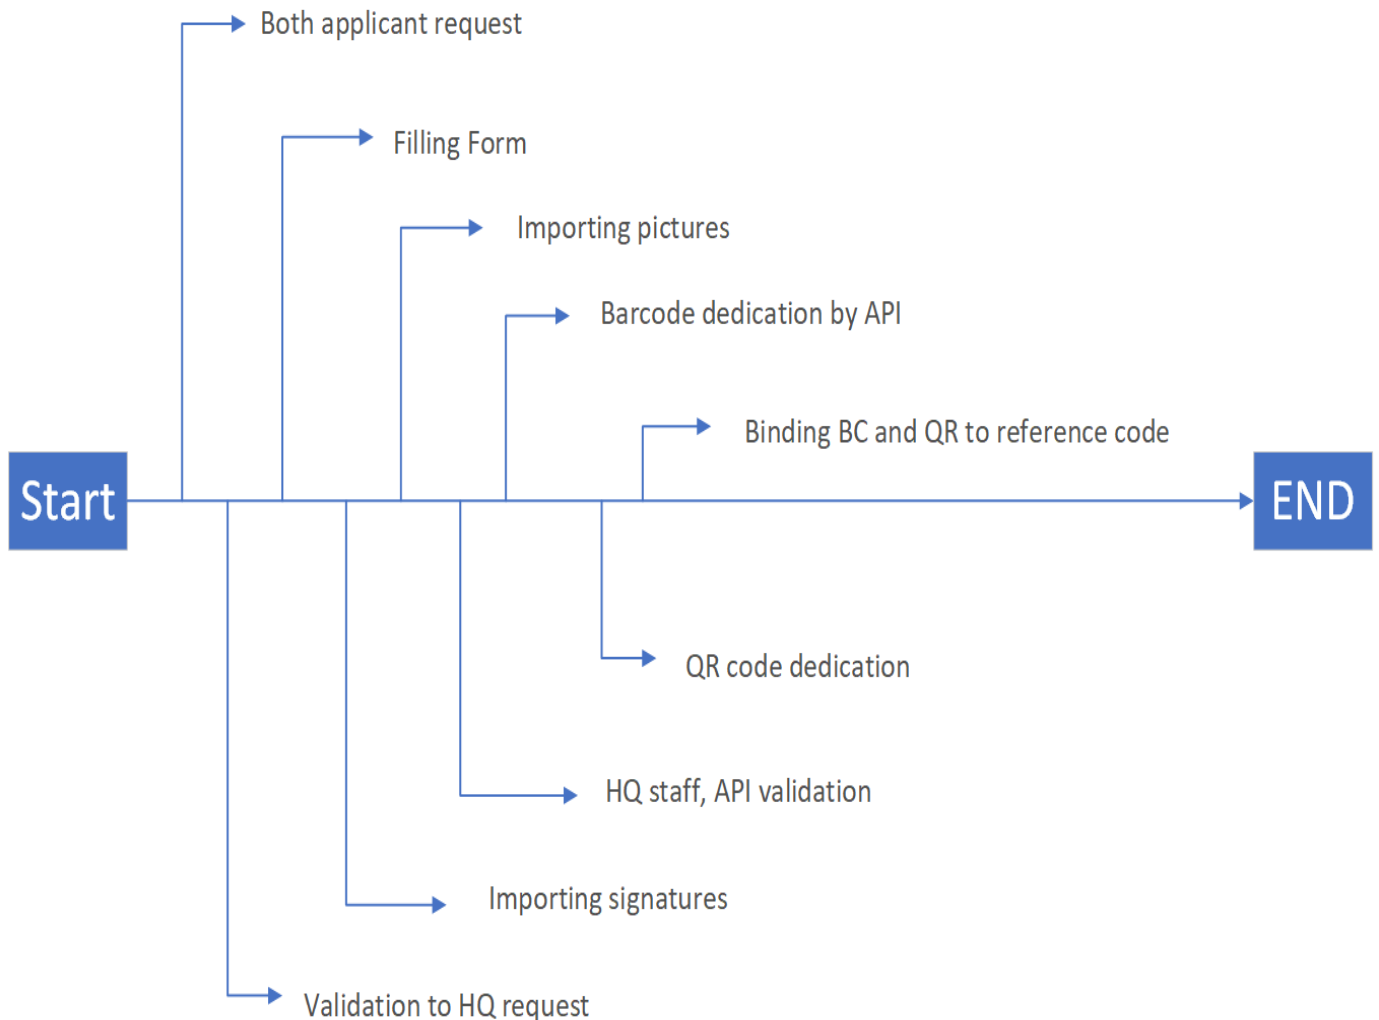 Both applicant request
Filling Form
Importing pictures
Barcode dedication by API
Binding BC and QR to reference code
Start
END
QR code dedication
HQ staff, API validation
Importing signatures
Validation to HQ request